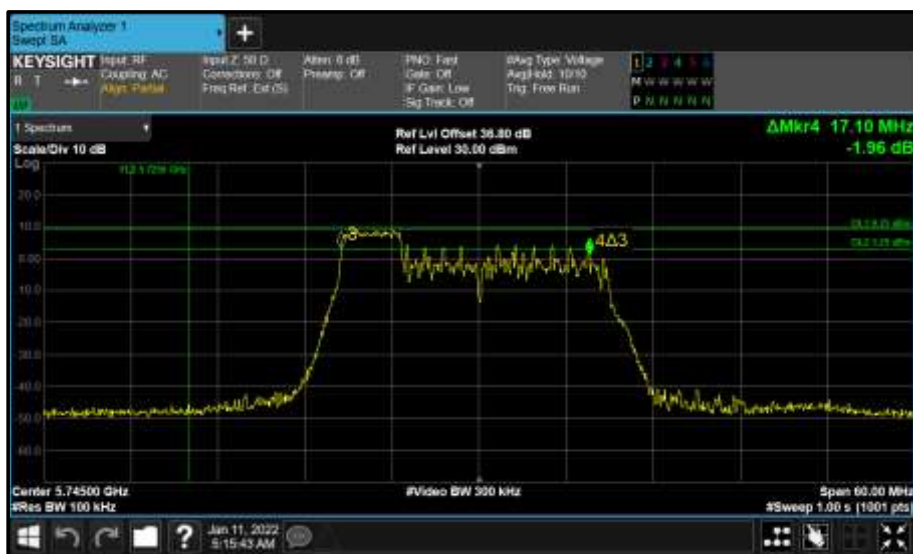 Spectrum Analyzer 1
Swept SA
KEYSIGHT
R T
Input: RF
Coupling: AC
Align: Partial
Input Z: 50 Ω
Corrections: Off
Freq Ref: Ext (S)
Atten: 6 dB
Preamp: Off
PNO: Fast
Gate: Off
IF Gain: Low
Sig Track: Off
#Avg Type: Voltage
Avg|Hold: 10/10
Trig: Free Run
1 2 3 4 5 6
M W W W W W
P N N N N N
1 Spectrum
Scale/Div 10 dB
Ref Lvl Offset 36.80 dB
Ref Level 30.00 dBm
ΔMkr4 17.10 MHz
-1.96 dB
Log
20.0
10.0
0.00
-10.0
-20.0
-30.0
-40.0
-50.0
-60.0
3
4Δ3
Center 5.74500 GHz
#Res BW 100 kHz
#Video BW 300 kHz
Span 60.00 MHz
#Sweep 1.00 s (1001 pts)
?
Jan 11, 2022
5:15:43 AM